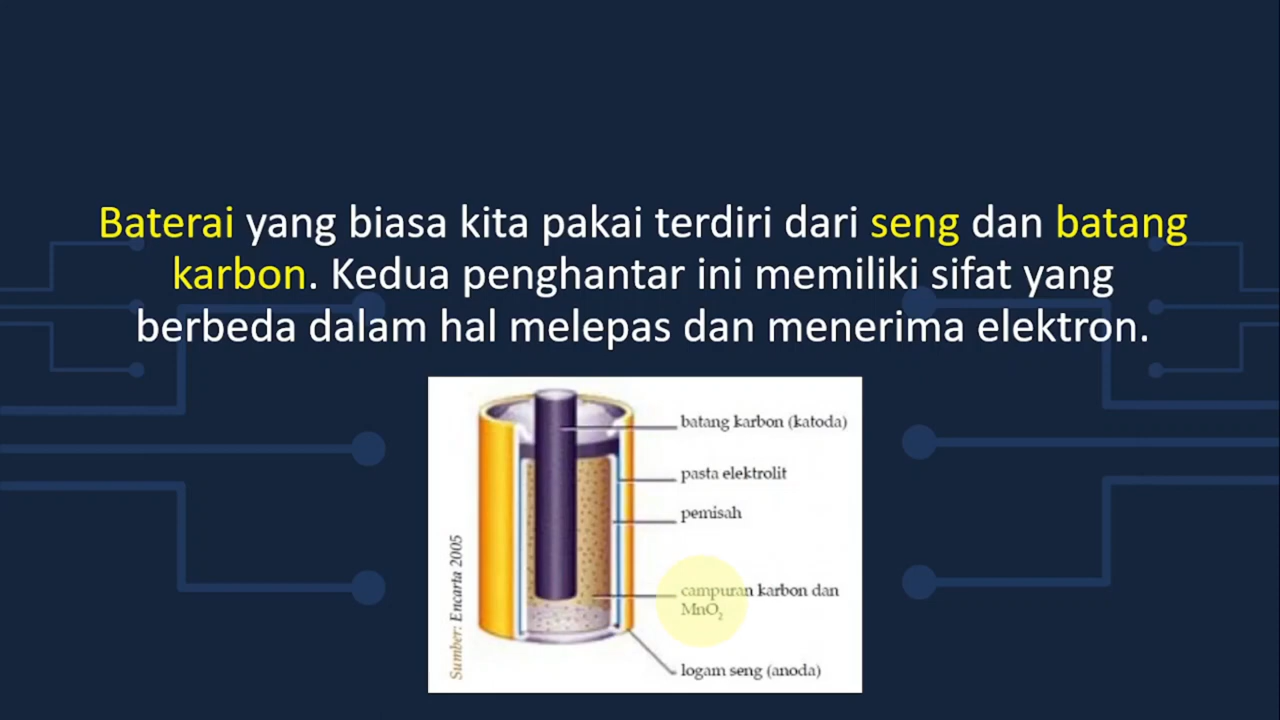 Baterai yang biasa kita pakai terdiri dari seng dan batang
karbon. Kedua penghantar ini memiliki sifat yang
berbeda dalam hal melepas dan menerima elektron.
batang karbon (katoda)
pasta elektrolit
pemisah
campuran karbon dan
MnO₂
logam seng (anoda)
Sumber: Encarta 2005